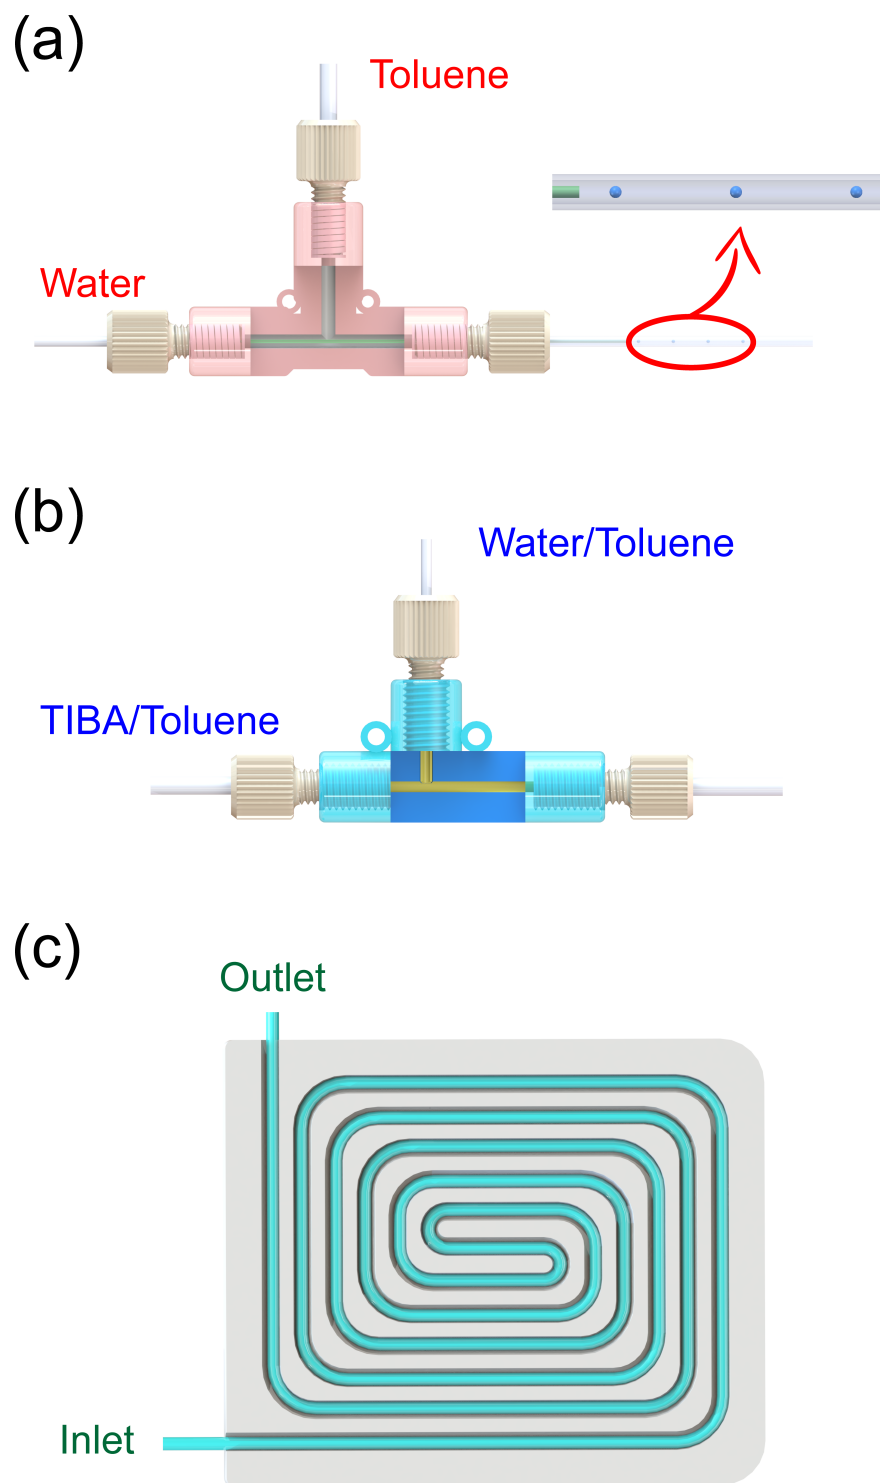 (a)
Toluene
Water
(b)
Water/Toluene
TIBA/Toluene
(c)
Outlet
Inlet